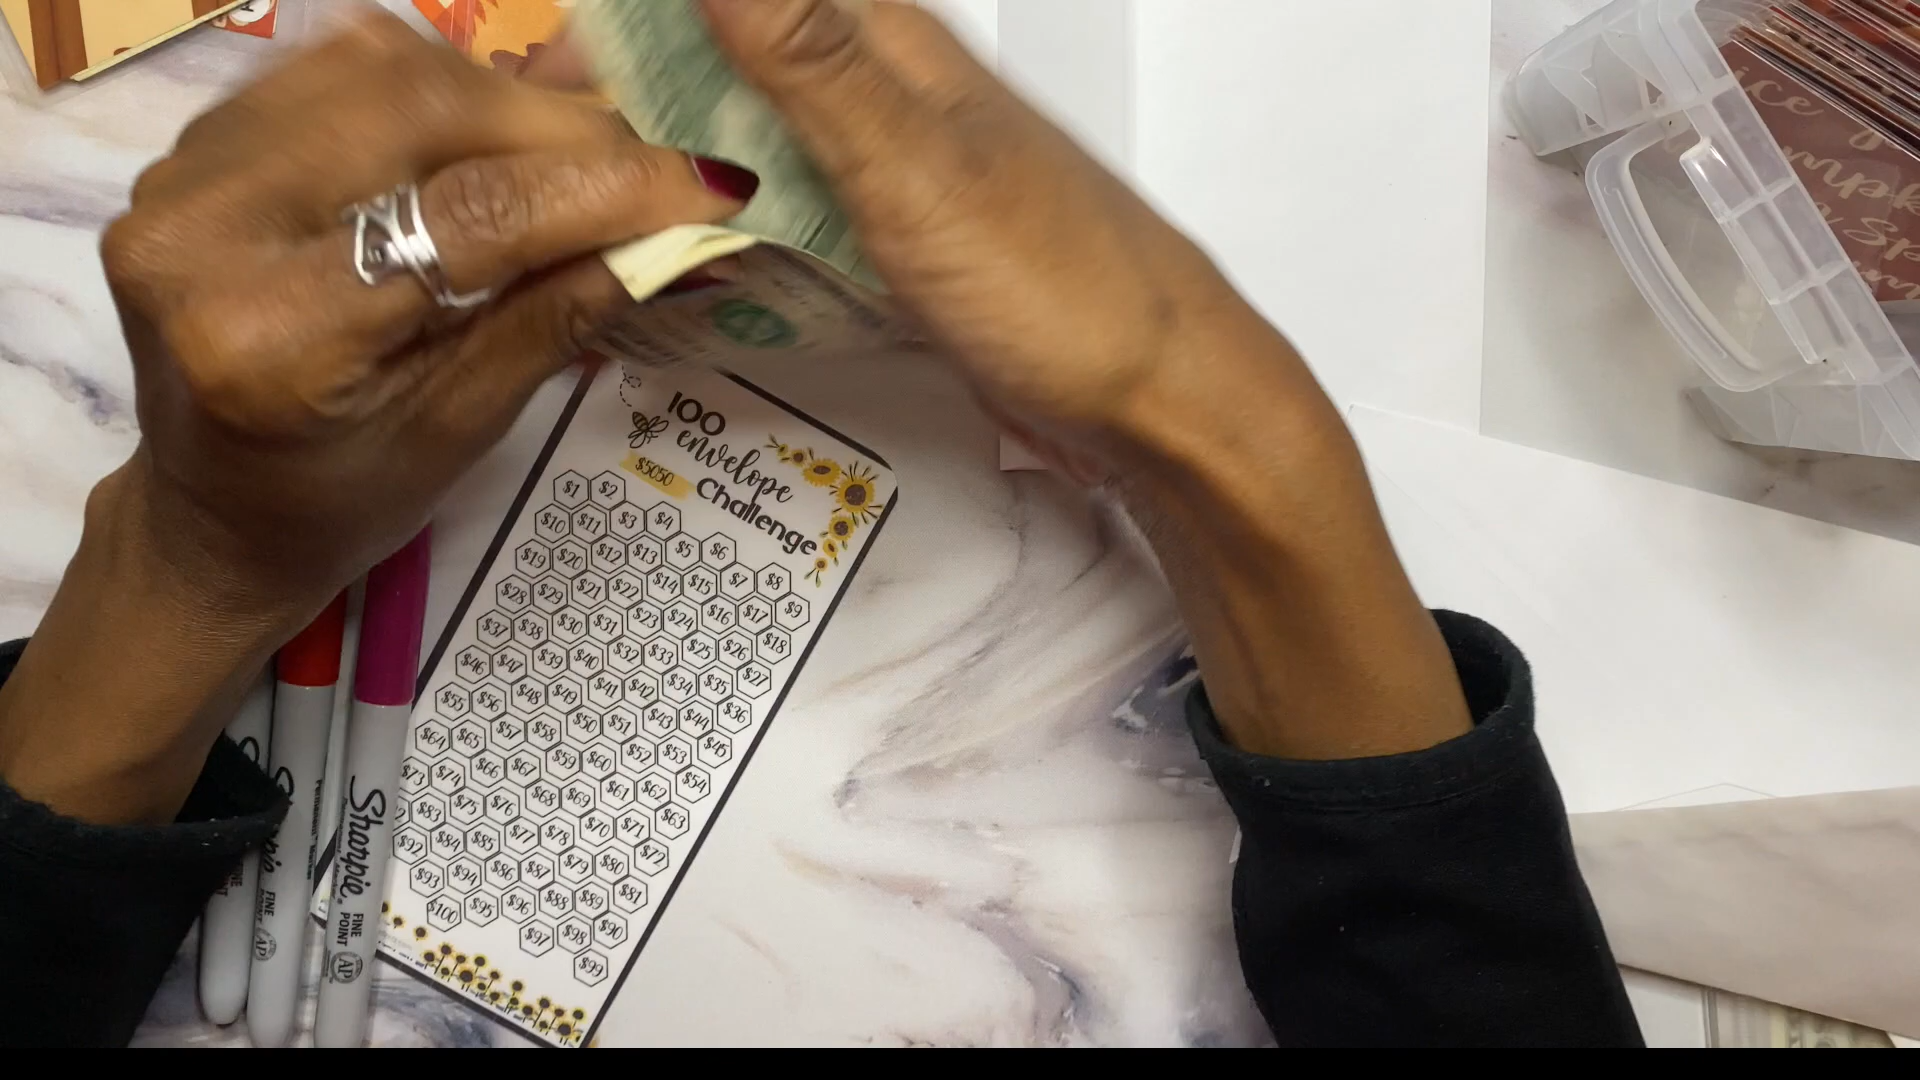 100
envelope
$5050
Challenge
$1 $2
$10 $11 $3 $4
$19 $20 $12 $13 $5 $6
$28 $29 $21 $22 $14 $15 $7 $8
$37 $38 $30 $31 $23 $24 $16 $17 $9
$46 $47 $39 $40 $32 $33 $25 $26 $18
$55 $56 $48 $49 $41 $42 $34 $35 $27
$64 $65 $57 $58 $50 $51 $43 $44 $36
$73 $74 $66 $67 $59 $60 $52 $53 $45
$83 $75 $76 $68 $69 $61 $62 $54
$92 $84 $85 $77 $78 $70 $71 $63
$93 $94 $86 $87 $79 $80 $72
$100 $95 $96 $88 $89 $81
$97 $98 $90
$99
Sharpie
FINE
POINT
AP
FINE
POINT
AP